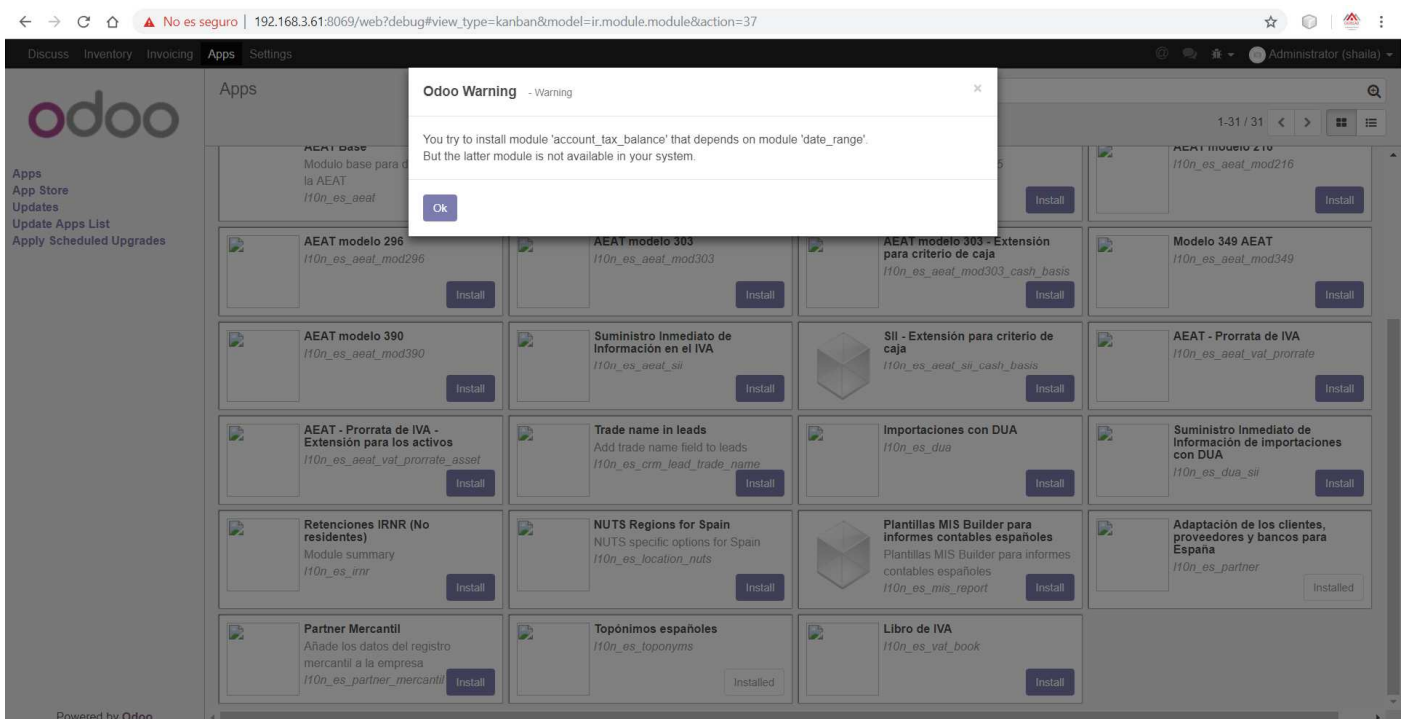 No es seguro | 192.168.3.61:8069/web?debug#view_type=kanban&model=ir.module.module&action=37
Discuss Inventory Invoicing Apps Settings
@ Administrator (shaila)
odoo
Apps
App Store
Updates
Update Apps List
Apply Scheduled Upgrades
Powered by Odoo
Apps
1-31 / 31
Odoo Warning - Warning ×
You try to install module 'account_tax_balance' that depends on module 'date_range'.
But the latter module is not available in your system.
Ok
AEAT Base
Modulo base para d
la AEAT
l10n_es_aeat
Install
AEAT modelo 216
l10n_es_aeat_mod216
Install
AEAT modelo 296
l10n_es_aeat_mod296
Install
AEAT modelo 303
l10n_es_aeat_mod303
Install
AEAT modelo 303 - Extensión
para criterio de caja
l10n_es_aeat_mod303_cash_basis
Install
Modelo 349 AEAT
l10n_es_aeat_mod349
Install
AEAT modelo 390
l10n_es_aeat_mod390
Install
Suministro Inmediato de
Información en el IVA
l10n_es_aeat_sii
Install
SII - Extensión para criterio de
caja
l10n_es_aeat_sii_cash_basis
Install
AEAT - Prorrata de IVA
l10n_es_aeat_vat_prorrate
Install
AEAT - Prorrata de IVA -
Extensión para los activos
l10n_es_aeat_vat_prorrate_asset
Install
Trade name in leads
Add trade name field to leads
l10n_es_crm_lead_trade_name
Install
Importaciones con DUA
l10n_es_dua
Install
Suministro Inmediato de
Información de importaciones
con DUA
l10n_es_dua_sii
Install
Retenciones IRNR (No
residentes)
Module summary
l10n_es_irnr
Install
NUTS Regions for Spain
NUTS specific options for Spain
l10n_es_location_nuts
Install
Plantillas MIS Builder para
informes contables españoles
Plantillas MIS Builder para informes
contables españoles
l10n_es_mis_report
Install
Adaptación de los clientes,
proveedores y bancos para
España
l10n_es_partner
Installed
Partner Mercantil
Añade los datos del registro
mercantil a la empresa
l10n_es_partner_mercantil
Install
Topónimos españoles
l10n_es_toponyms
Installed
Libro de IVA
l10n_es_vat_book
Install